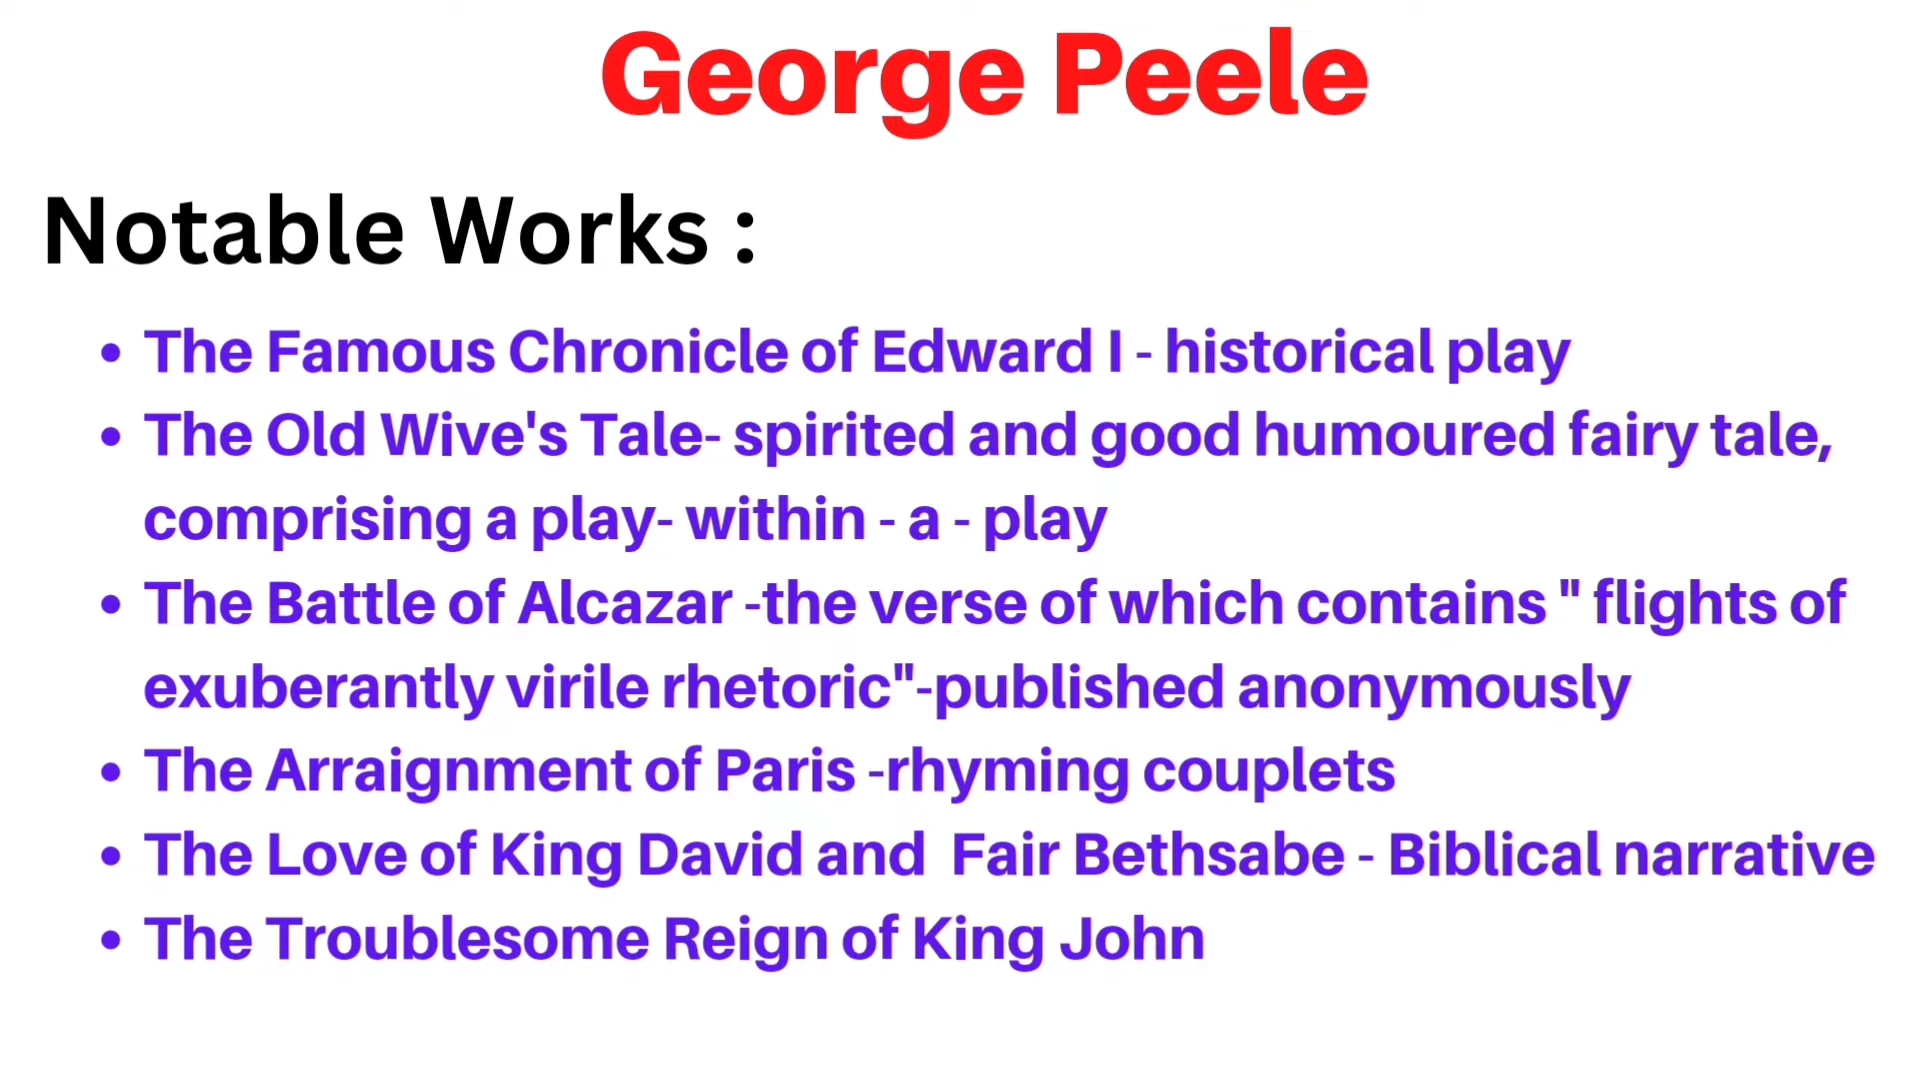 George Peele
Notable Works :
• The Famous Chronicle of Edward I - historical play
• The Old Wive's Tale- spirited and good humoured fairy tale,
comprising a play- within - a - play
• The Battle of Alcazar -the verse of which contains " flights of
exuberantly virile rhetoric"-published anonymously
• The Arraignment of Paris -rhyming couplets
• The Love of King David and  Fair Bethsabe - Biblical narrative
• The Troublesome Reign of King John